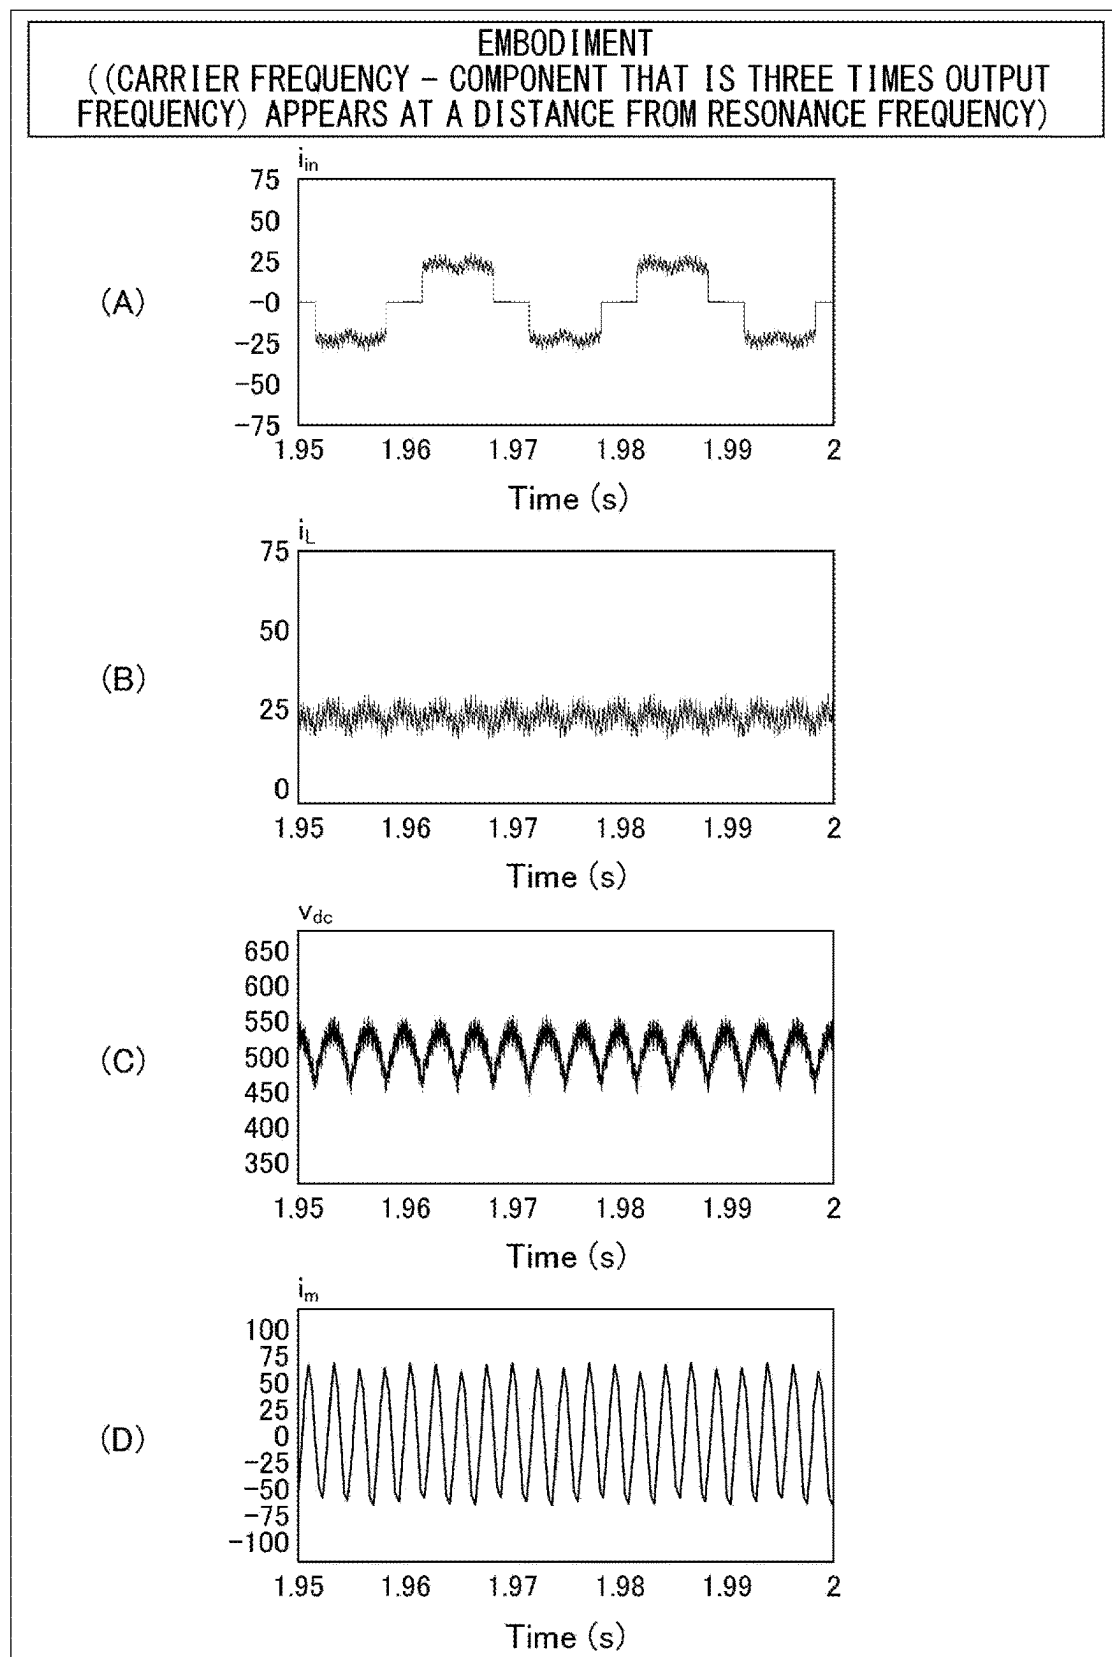 EMBODIMENT
((CARRIER FREQUENCY – COMPONENT THAT IS THREE TIMES OUTPUT
FREQUENCY) APPEARS AT A DISTANCE FROM RESONANCE FREQUENCY)
(A)
i_in
75
50
25
-0
-25
-50
-75
1.95 1.96 1.97 1.98 1.99 2
Time (s)
(B)
i_L
75
50
25
0
1.95 1.96 1.97 1.98 1.99 2
Time (s)
(C)
v_dc
650
600
550
500
450
400
350
1.95 1.96 1.97 1.98 1.99 2
Time (s)
(D)
i_m
100
75
50
25
0
-25
-50
-75
-100
1.95 1.96 1.97 1.98 1.99 2
Time (s)